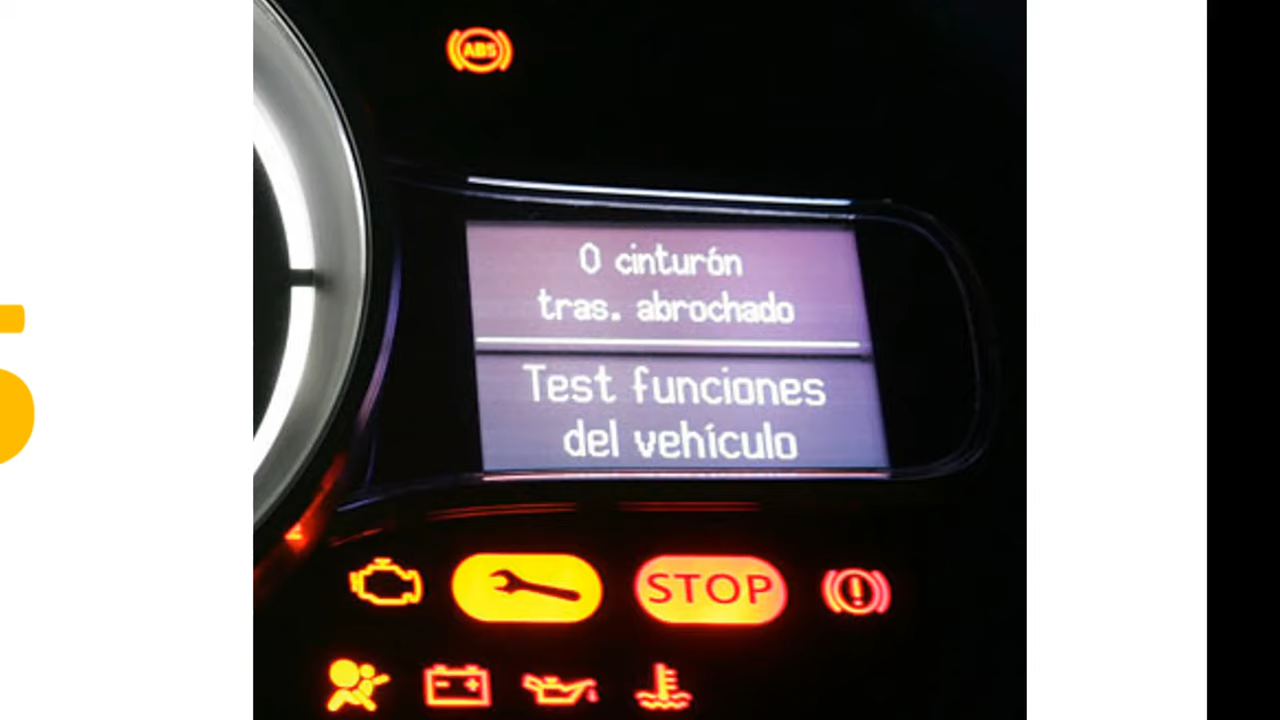 ABS
0 cinturón
tras. abrochado
Test funciones
del vehículo
STOP